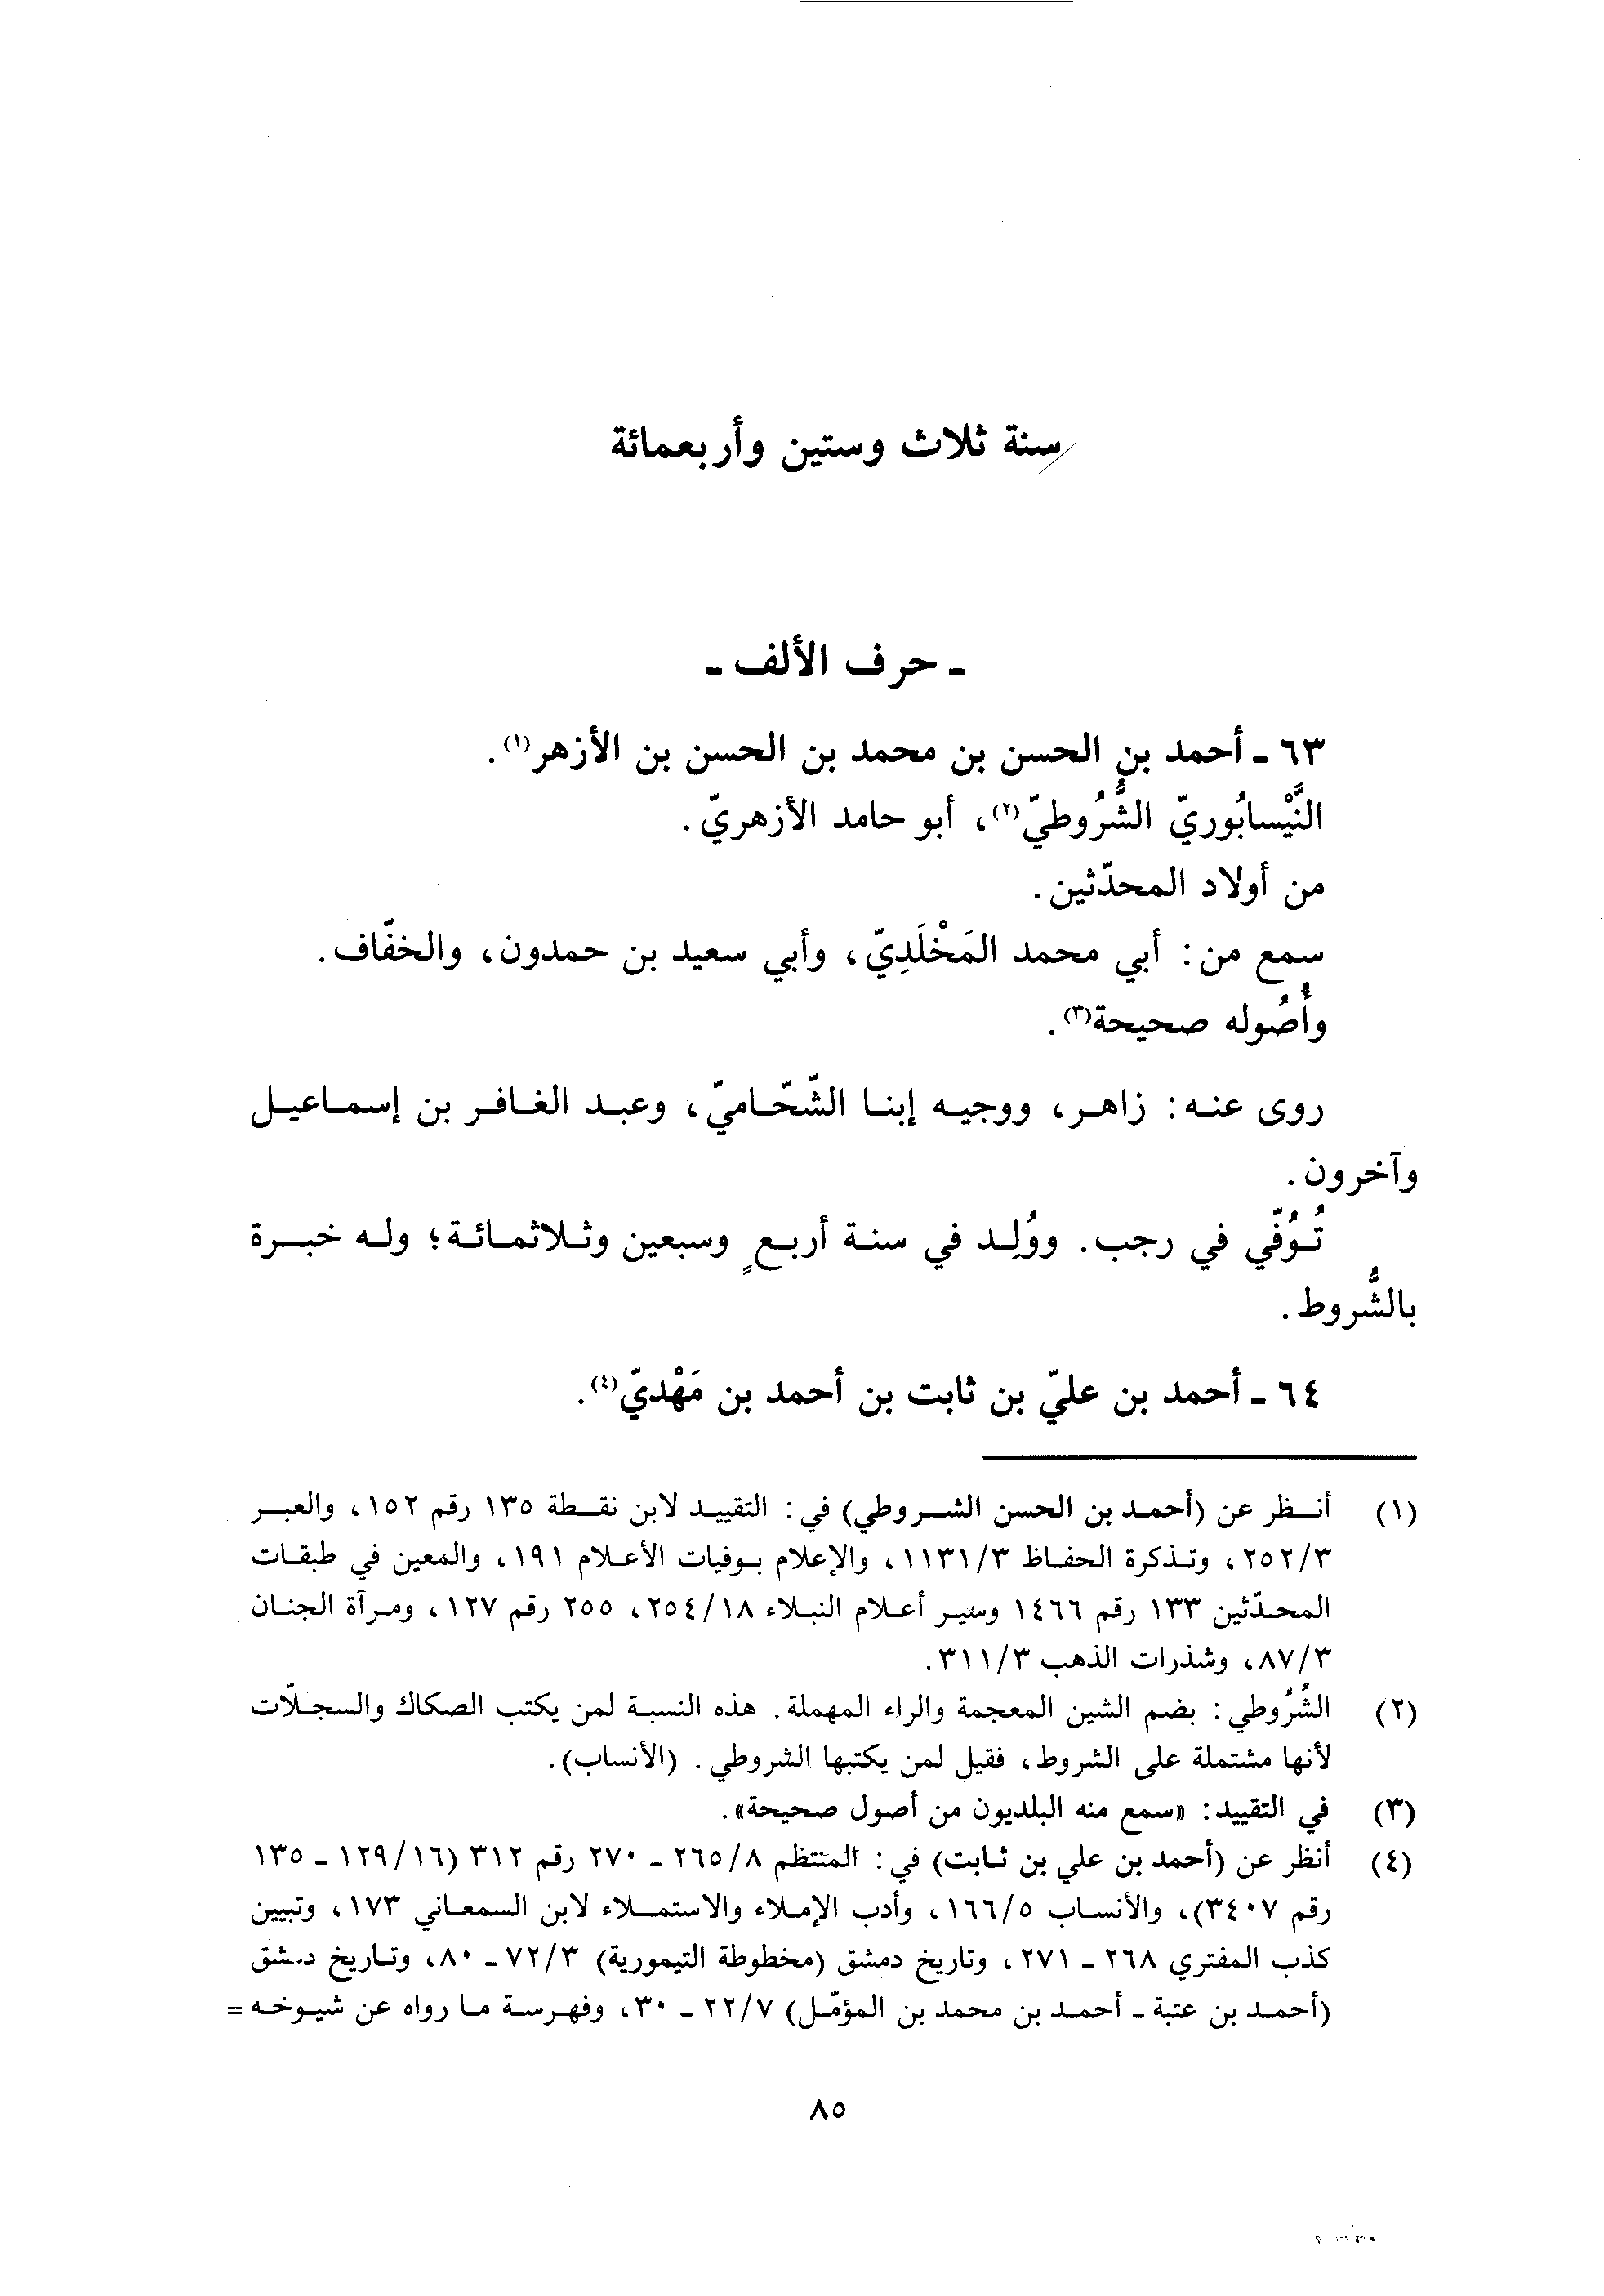 سنة ثلاث وستين وأربعمائة
ـ حرف الألف ـ
٦٣ ـ أحمد بن الحسن بن محمد بن الحسن بن الأزهر(١).
النَّيْسابُوريّ الشُّرُوطيّ(٢)، أبو حامد الأزهريّ.
من أولاد المحدّثين.
سمع من: أبي محمد المَخْلَدِيّ، وأبي سعيد بن حمدون، والخفّاف.
وأُصُوله صحيحة(٣).
روى عنه: زاهر، ووجيه إبنا الشّحّاميّ، وعبد الغافر بن إسماعيل
وآخرون.
تُوُفّي في رجب. ووُلِد في سنة أربعٍ وسبعين وثلاثمائة؛ وله خبرة
بالشُّروط.
٦٤ ـ أحمد بن عليّ بن ثابت بن أحمد بن مَهْديّ(٤).
(١) أنظر عن (أحمد بن الحسن الشروطي) في: التقييد لابن نقطة ١٣٥ رقم ١٥٢، والعبر
٢٥٢/٣، وتذكرة الحفاظ ١١٣١/٣، والإعلام بوفيات الأعلام ١٩١، والمعين في طبقات
المحدّثين ١٣٣ رقم ١٤٦٦ وسير أعلام النبلاء ٢٥٤/١٨، ٢٥٥ رقم ١٢٧، ومرآة الجنان
٨٧/٣، وشذرات الذهب ٣١١/٣.
(٢) الشُرُوطي: بضم الشين المعجمة والراء المهملة. هذه النسبة لمن يكتب الصكاك والسجلّات
لأنها مشتملة على الشروط، فقيل لمن يكتبها الشروطي. (الأنساب).
(٣) في التقييد: «سمع منه البلديون من أصول صحيحة».
(٤) أنظر عن (أحمد بن علي بن ثابت) في: المنتظم ٢٦٥/٨ ـ ٢٧٠ رقم ٣١٢ (١٢٩/١٦ ـ ١٣٥
رقم ٣٤٠٧)، والأنساب ١٦٦/٥، وأدب الإملاء والاستملاء لابن السمعاني ١٧٣، وتبيين
كذب المفتري ٢٦٨ ـ ٢٧١، وتاريخ دمشق (مخطوطة التيمورية) ٧٢/٣ ـ ٨٠، وتاريخ دمشق
(أحمد بن عتبة ـ أحمد بن محمد بن المؤمّل) ٢٢/٧ ـ ٣٠، وفهرسة ما رواه عن شيوخه =
٨٥